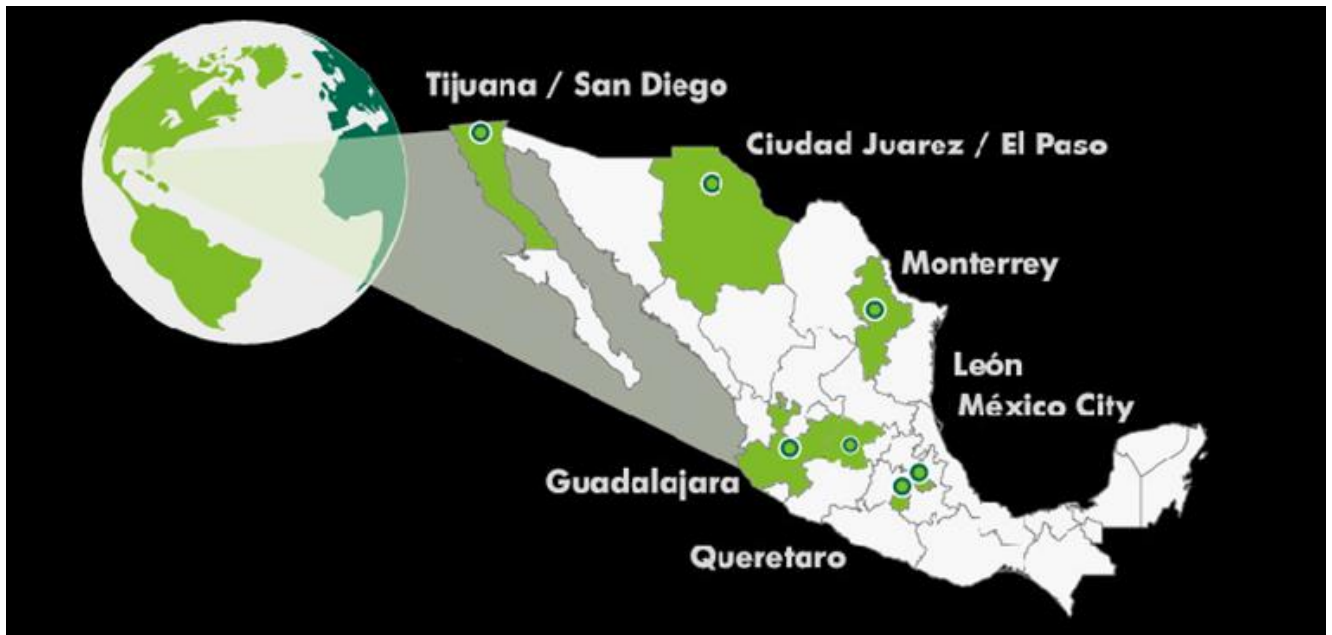 Tijuana / San Diego
Ciudad Juarez / El Paso
Monterrey
León
México City
Guadalajara
Queretaro